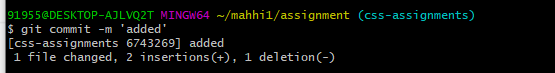 91955@DESKTOP-AJLVQ2T MINGW64 ~/mahhi1/assignment (css-assignments)
$ git commit -m 'added'
[css-assignments 6743269] added
 1 file changed, 2 insertions(+), 1 deletion(-)